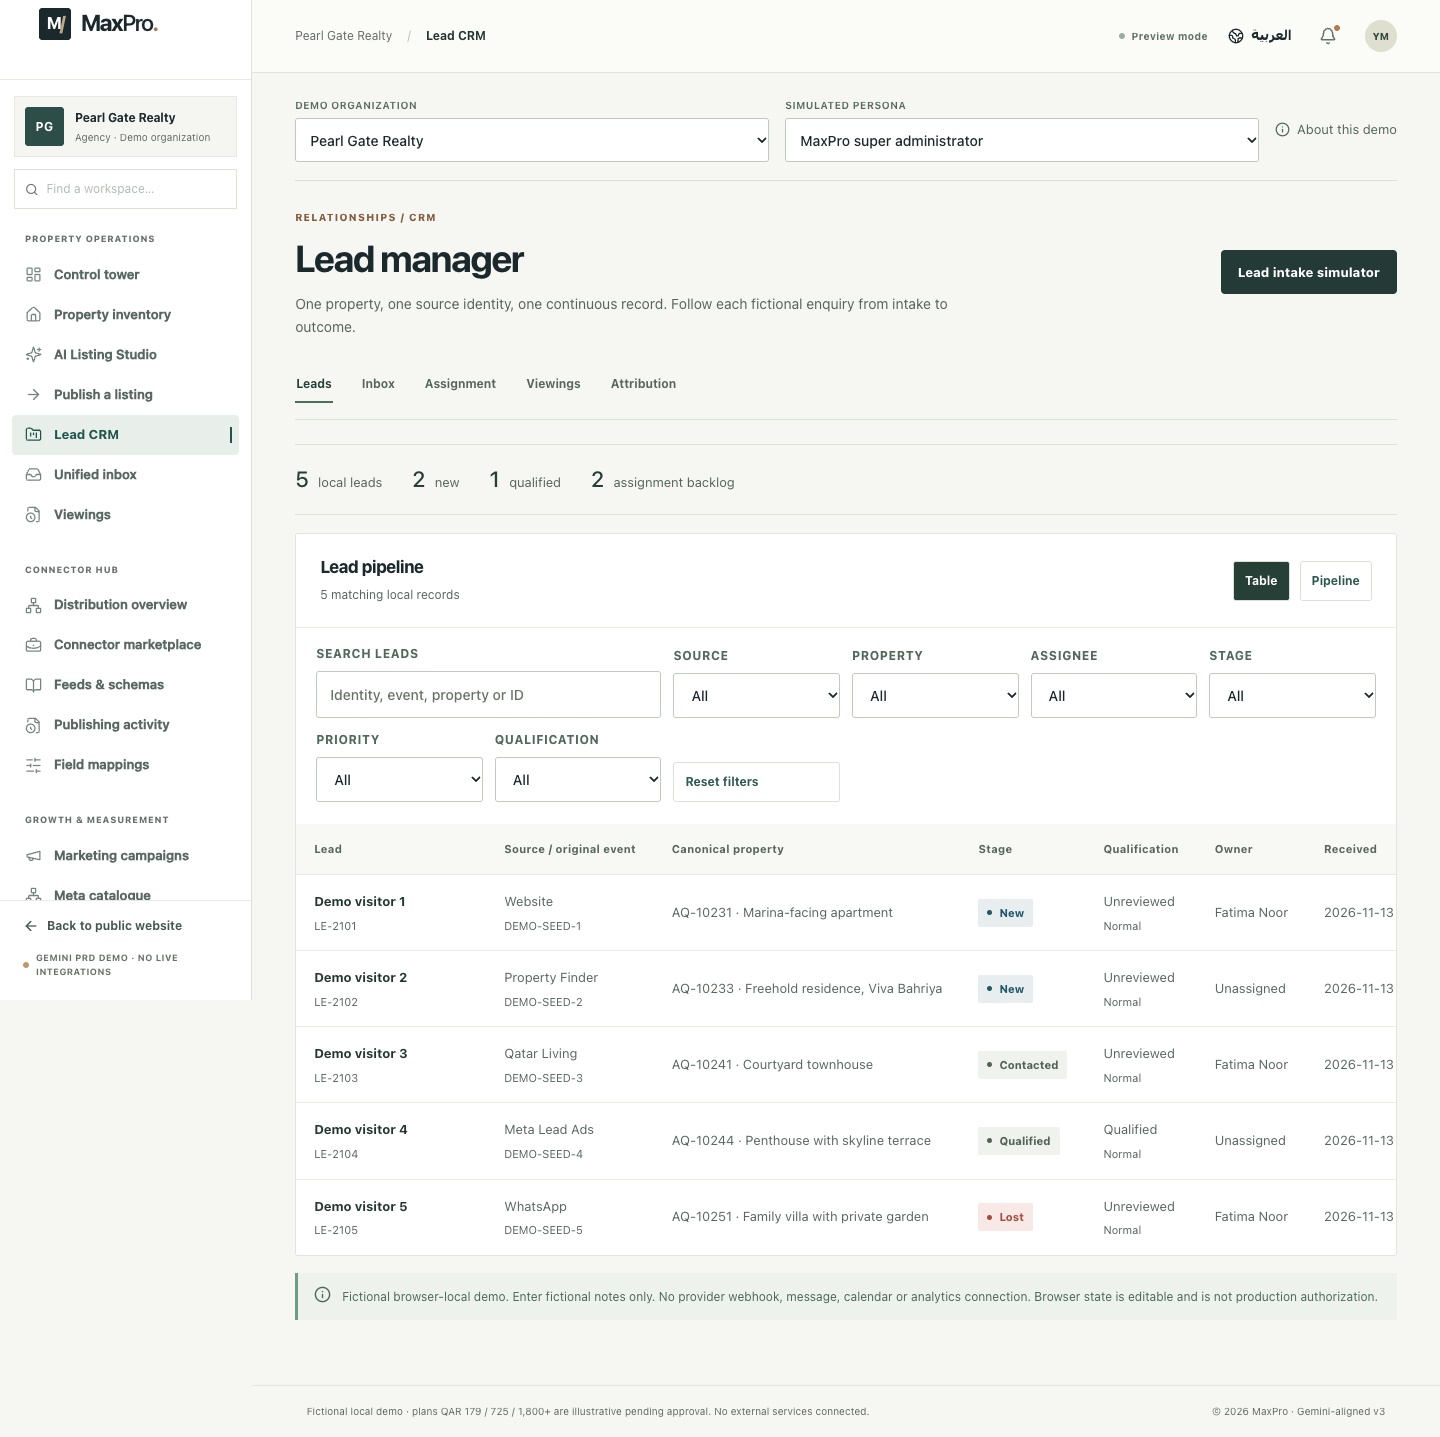 M/ MaxPro.
PG
Pearl Gate Realty
Agency · Demo organization
Find a workspace...
PROPERTY OPERATIONS
Control tower
Property inventory
AI Listing Studio
Publish a listing
Lead CRM
Unified inbox
Viewings
CONNECTOR HUB
Distribution overview
Connector marketplace
Feeds & schemas
Publishing activity
Field mappings
GROWTH & MEASUREMENT
Marketing campaigns
Meta catalogue
Back to public website
GEMINI PRD DEMO · NO LIVE
INTEGRATIONS
Pearl Gate Realty / Lead CRM
Preview mode
العربية
YM
DEMO ORGANIZATION
Pearl Gate Realty
SIMULATED PERSONA
MaxPro super administrator
About this demo
RELATIONSHIPS / CRM
Lead manager
One property, one source identity, one continuous record. Follow each fictional enquiry from intake to
outcome.
Lead intake simulator
Leads Inbox Assignment Viewings Attribution
5 local leads 2 new 1 qualified 2 assignment backlog
Lead pipeline
5 matching local records
Table Pipeline
SEARCH LEADS SOURCE PROPERTY ASSIGNEE STAGE
Identity, event, property or ID All All All All
PRIORITY QUALIFICATION
All All Reset filters
Lead Source / original event Canonical property Stage Qualification Owner Received
Demo visitor 1 Website AQ-10231 · Marina-facing apartment New Unreviewed Fatima Noor 2026-11-13
LE-2101 DEMO-SEED-1 Normal
Demo visitor 2 Property Finder AQ-10233 · Freehold residence, Viva Bahriya New Unreviewed Unassigned 2026-11-13
LE-2102 DEMO-SEED-2 Normal
Demo visitor 3 Qatar Living AQ-10241 · Courtyard townhouse Contacted Unreviewed Fatima Noor 2026-11-13
LE-2103 DEMO-SEED-3 Normal
Demo visitor 4 Meta Lead Ads AQ-10244 · Penthouse with skyline terrace Qualified Qualified Unassigned 2026-11-13
LE-2104 DEMO-SEED-4 Normal
Demo visitor 5 WhatsApp AQ-10251 · Family villa with private garden Lost Unreviewed Fatima Noor 2026-11-13
LE-2105 DEMO-SEED-5 Normal
Fictional browser-local demo. Enter fictional notes only. No provider webhook, message, calendar or analytics connection. Browser state is editable and is not production authorization.
Fictional local demo · plans QAR 179 / 725 / 1,800+ are illustrative pending approval. No external services connected.
© 2026 MaxPro · Gemini-aligned v3